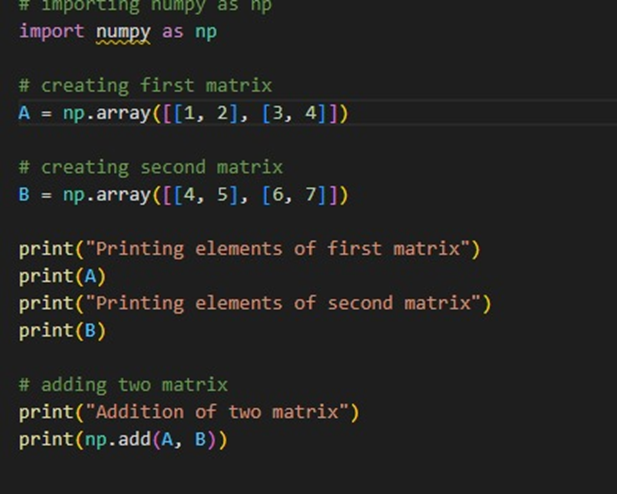 # importing numpy as np
import numpy as np
# creating first matrix
A = np.array([[1, 2], [3, 4]])
# creating second matrix
B = np.array([[4, 5], [6, 7]])
print("Printing elements of first matrix")
print(A)
print("Printing elements of second matrix")
print(B)
# adding two matrix
print("Addition of two matrix")
print(np.add(A, B))